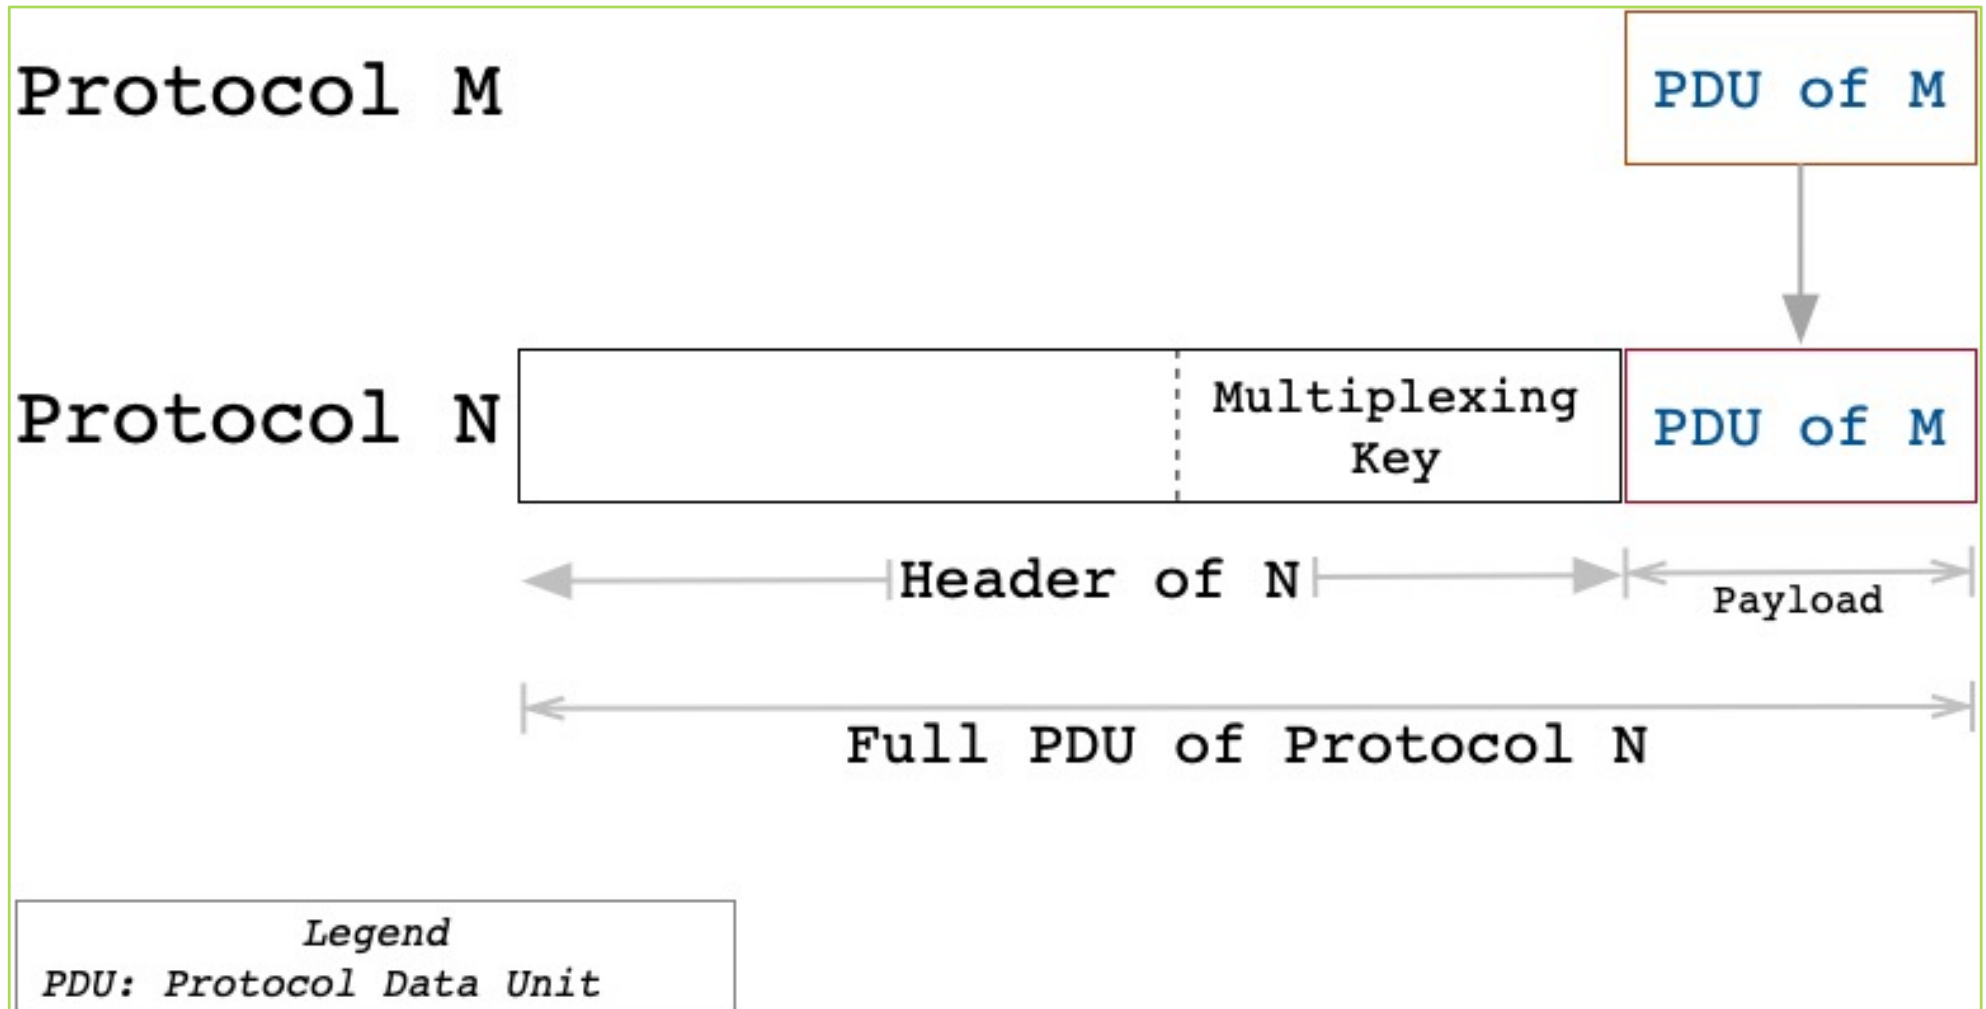 Protocol M
PDU of M
Protocol N
Multiplexing
Key
PDU of M
Header of N
Payload
Full PDU of Protocol N
Legend
PDU: Protocol Data Unit